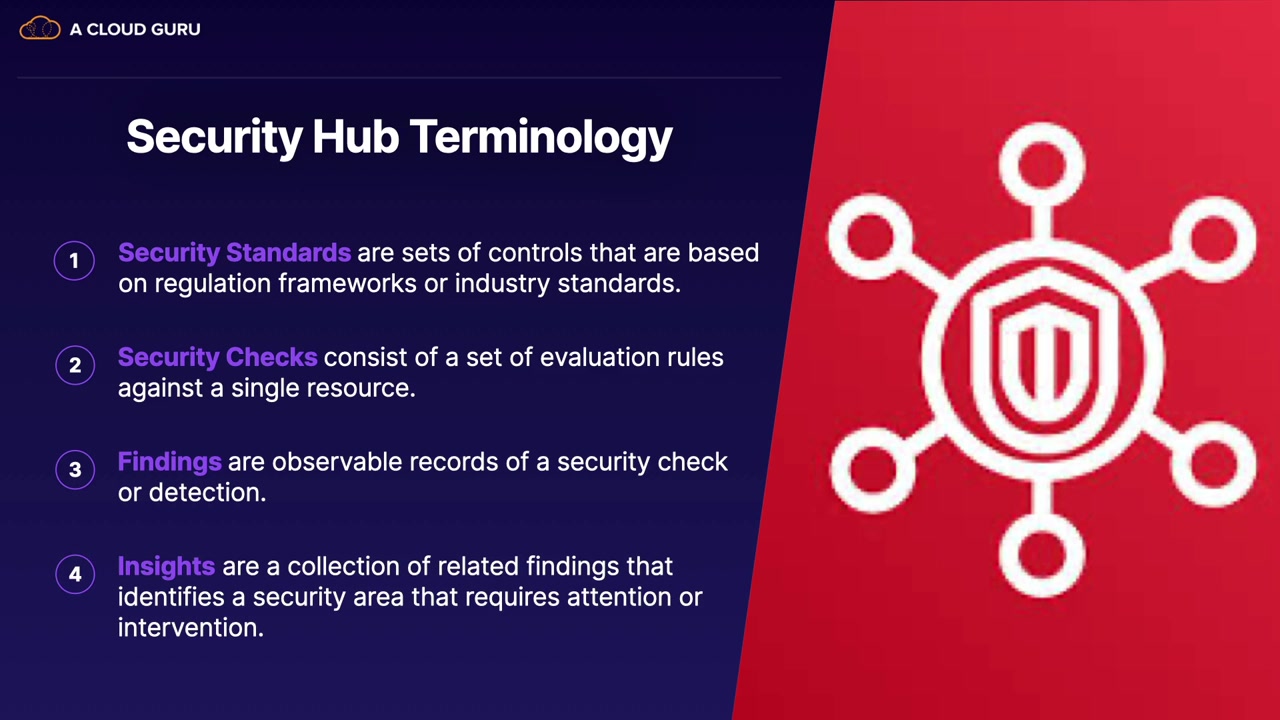 A CLOUD GURU
Security Hub Terminology
1
Security Standards are sets of controls that are based
on regulation frameworks or industry standards.
2
Security Checks consist of a set of evaluation rules
against a single resource.
3
Findings are observable records of a security check
or detection.
4
Insights are a collection of related findings that
identifies a security area that requires attention or
intervention.